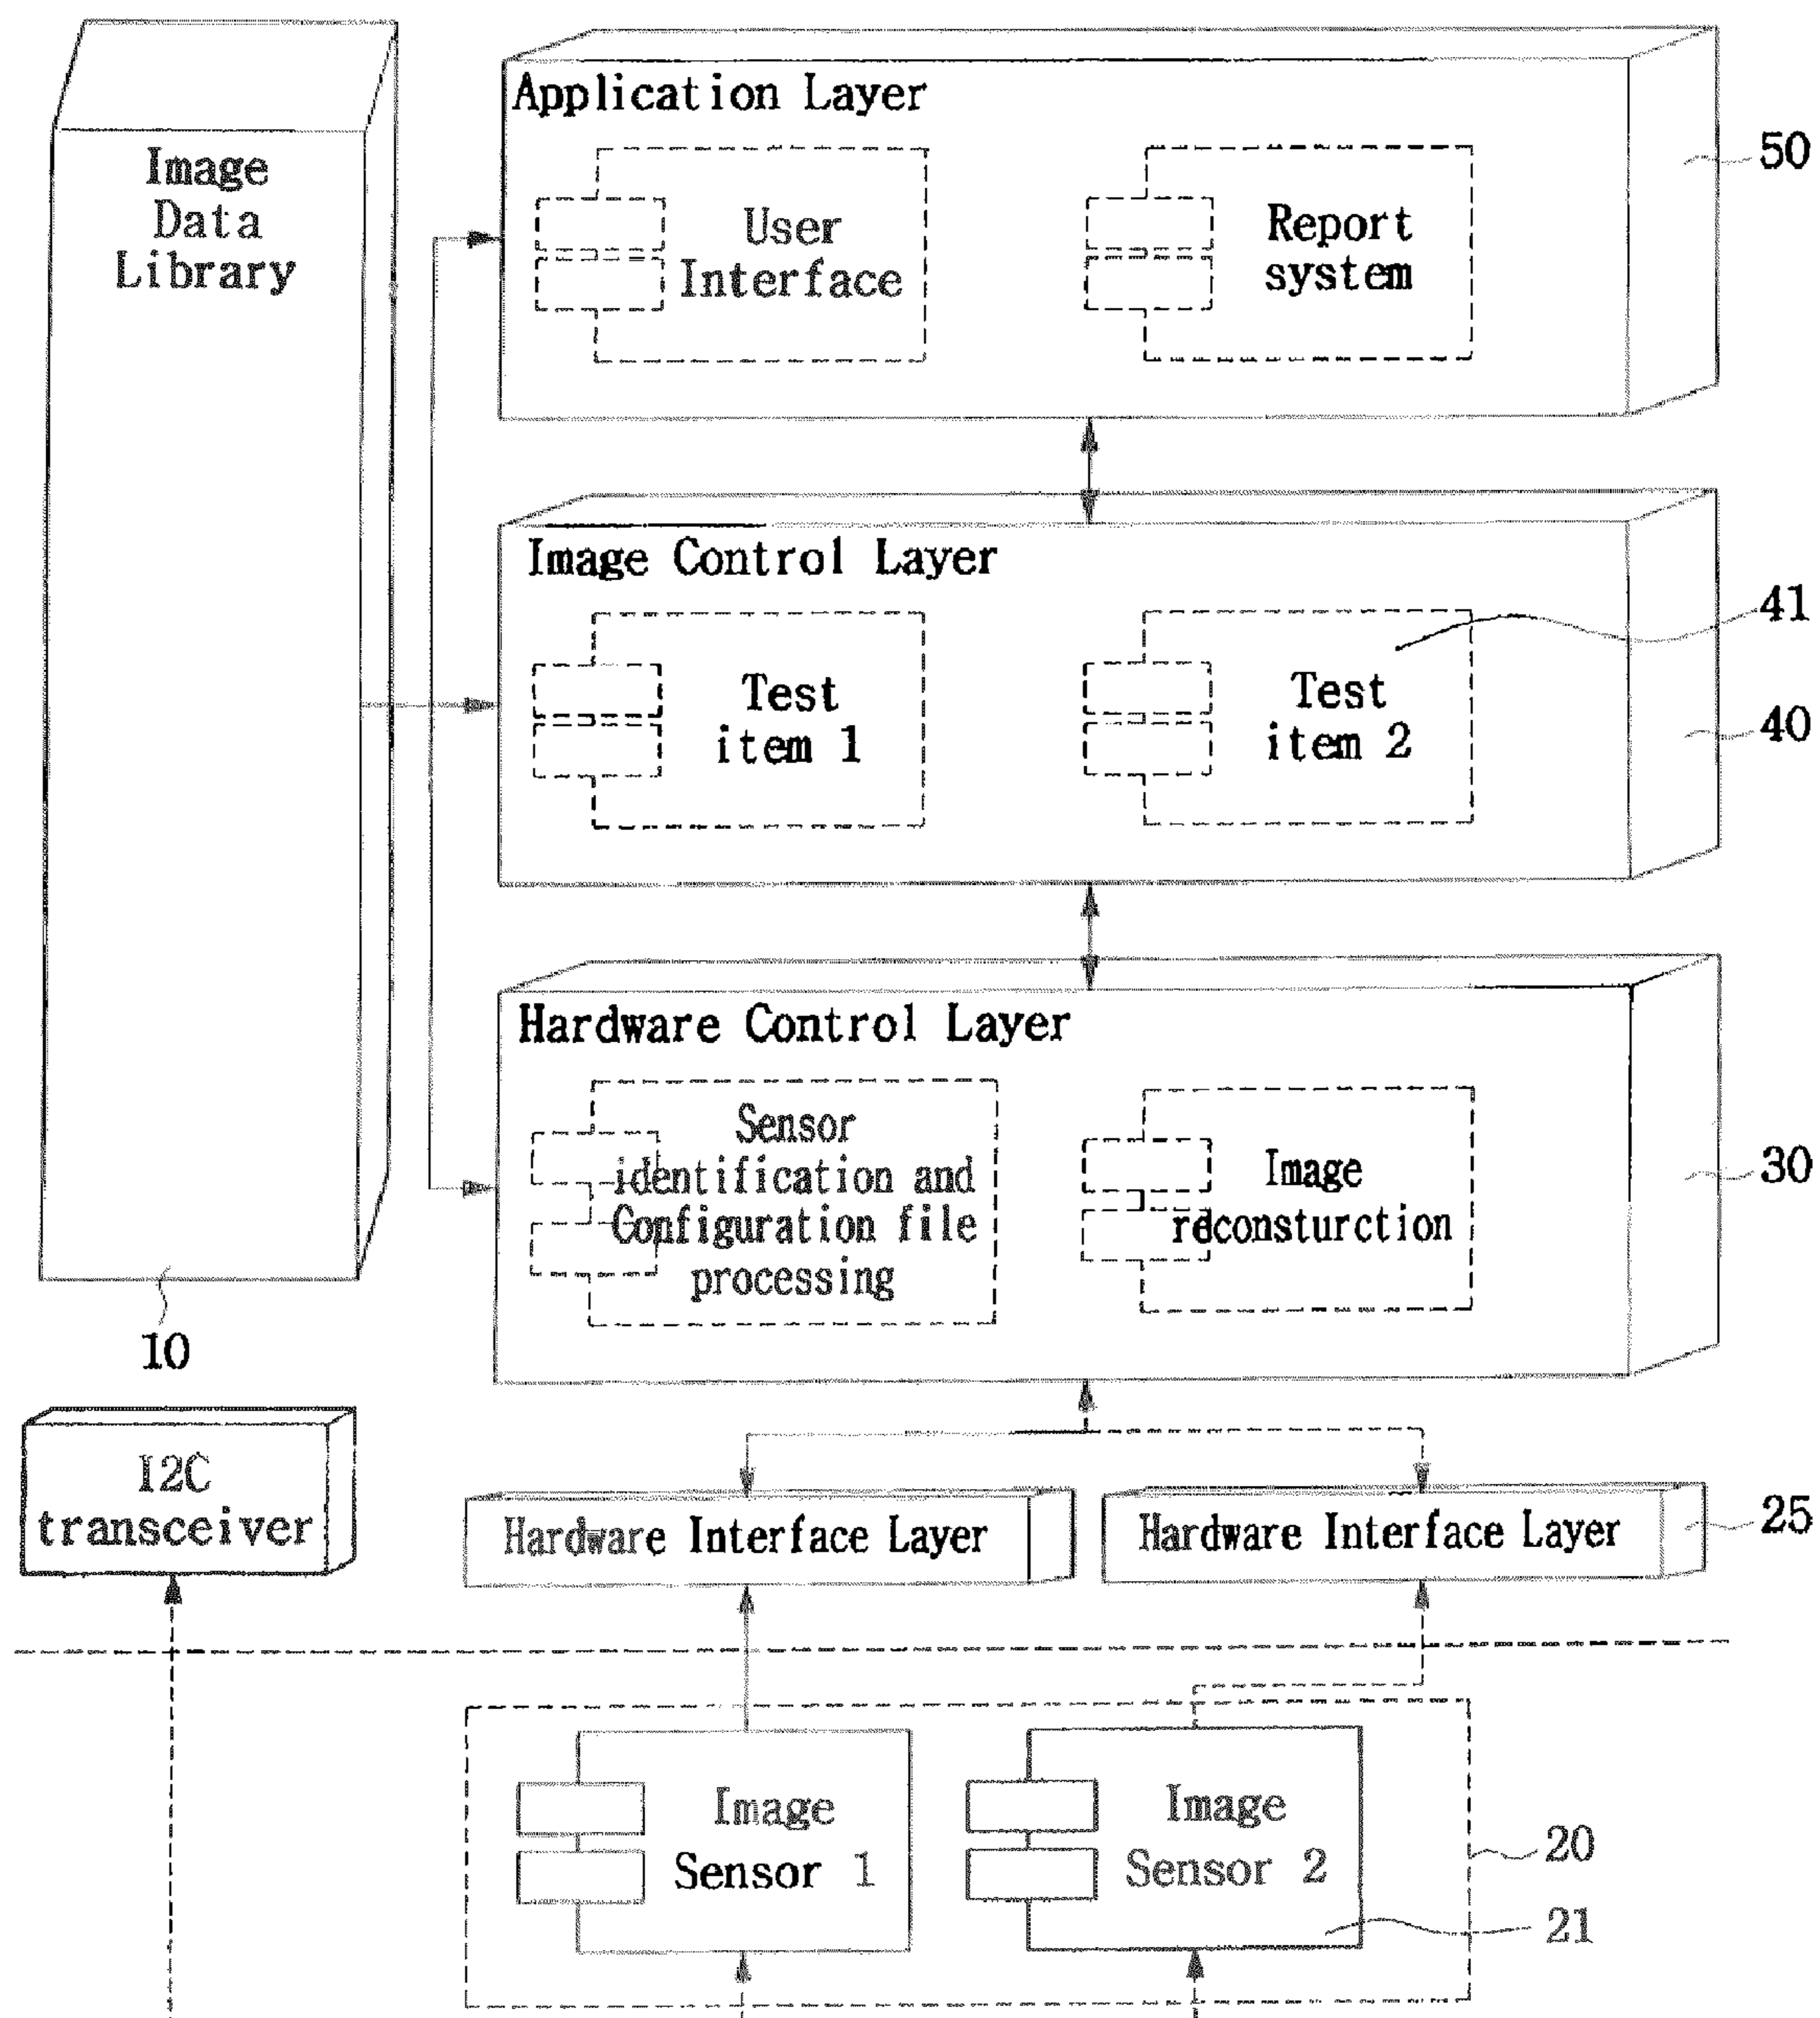 Image
Data
Library
10
Application Layer
User
Interface
Report
system
50
Image Control Layer
Test
item 1
Test
item 2
41
40
Hardware Control Layer
Sensor
identification and
Configuration file
processing
Image
reconsturction
30
I2C
transceiver
Hardware Interface Layer
Hardware Interface Layer
25
Image
Sensor 1
Image
Sensor 2
20
21